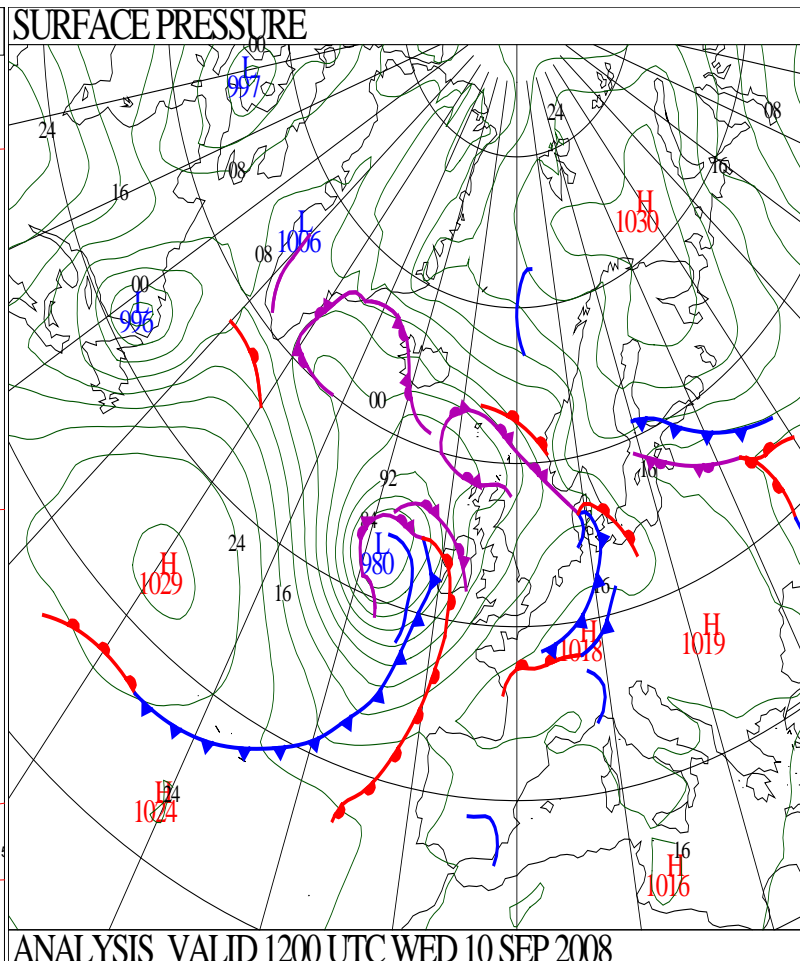 SURFACE PRESSURE
00
L
997
24
08
24
16
08
16
H
1030
L
1006
08
00
L
996
00
16
92
84
L
980
24
H
1029
16
16
H
1018
H
1019
H
24
1024
16
H
1016
ANALYSIS VALID 1200 UTC WED 10 SEP 2008